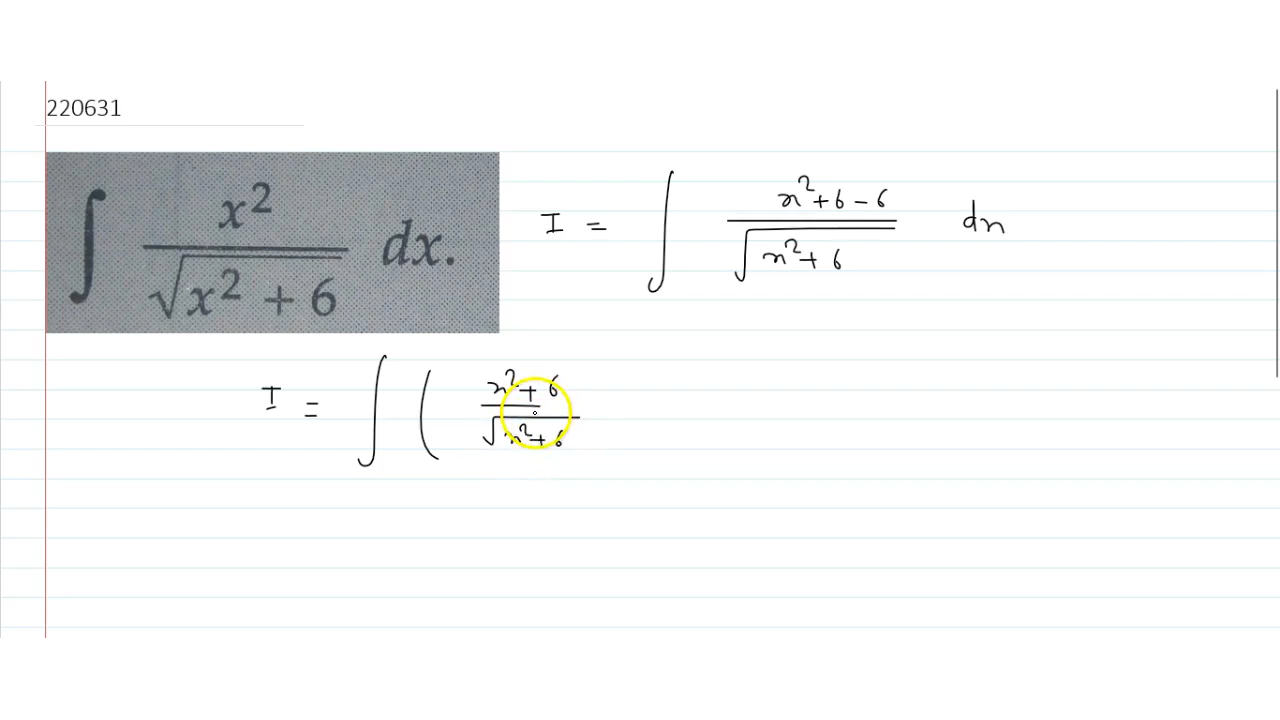 220631
∫ x² / √(x² + 6) dx.
I = ∫ (x²+6-6) / √(x²+6) dx
I = ∫ ( (x²+6) / √(x²+6)